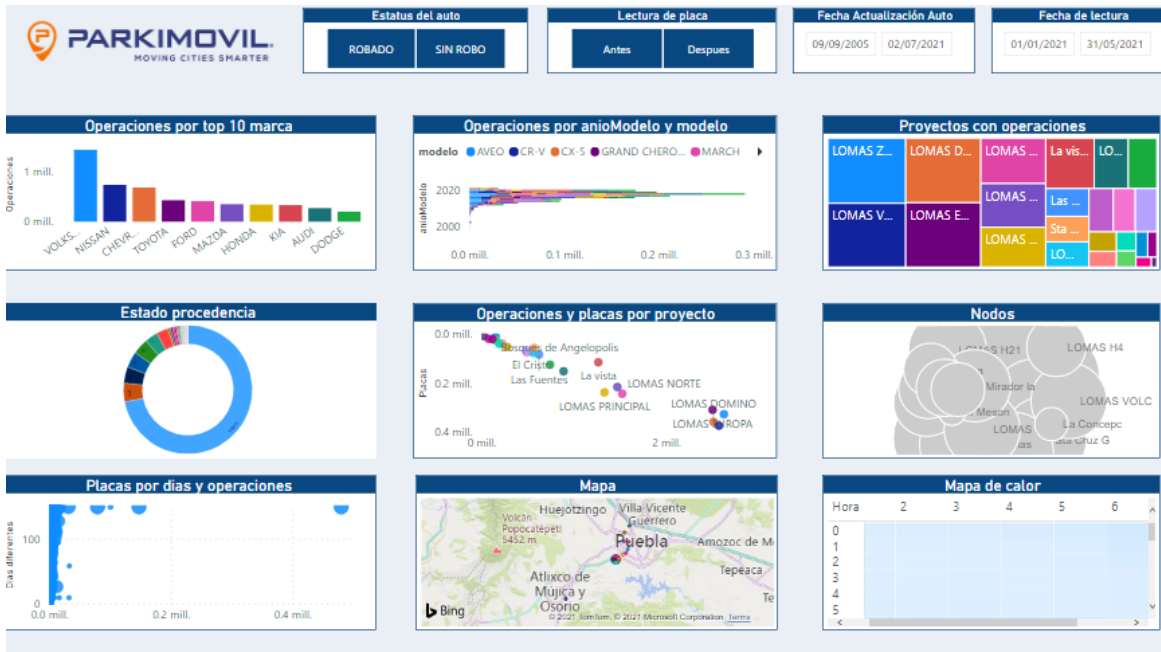 PARKIMOVIL.
MOVING CITIES SMARTER
Estatus del auto
ROBADO SIN ROBO
Lectura de placa
Antes Despues
Fecha Actualización Auto
09/09/2005 02/07/2021
Fecha de lectura
01/01/2021 31/05/2021
Operaciones por top 10 marca
Operaciones
1 mill.
0 mill.
VOLKS... NISSAN CHEVR... TOYOTA FORD MAZDA HONDA KIA AUDI DODGE
Operaciones por anioModelo y modelo
modelo AVEO CR-V CX-5 GRAND CHERO... MARCH
anioModelo
2020
2000
0.0 mill. 0.1 mill. 0.2 mill. 0.3 mill.
Proyectos con operaciones
LOMAS Z... LOMAS D... LOMAS ... La vis... LO...
LOMAS V... LOMAS E... LOMAS ... Las ...
Sta ...
LOMAS ... LO...
Estado procedencia
Operaciones y placas por proyecto
Placas
0.0 mill.
0.2 mill.
0.4 mill.
Bosques de Angelopolis
El Cristo
Las Fuentes La vista
LOMAS NORTE
LOMAS PRINCIPAL LOMAS DOMINO
LOMAS EUROPA
0 mill. 2 mill.
Nodos
LOMAS H21 LOMAS H4
Mirador la
LOMAS VOLC
Meson
LOMAS La Concepc
as Sta Cruz G
Placas por dias y operaciones
Dias diferentes
100
0
0.0 mill. 0.2 mill. 0.4 mill.
Mapa
Huejotzingo Villa Vicente
Guerrero
Volcán
Popocatépetl
5452 m
Puebla Amozoc de M
Tepeaca
Atlixco de
Mújica y
Osorio
Te
Bing
© 2021 TomTom, © 2021 Microsoft Corporation Terms
Mapa de calor
Hora 2 3 4 5 6
0
1
2
3
4
5